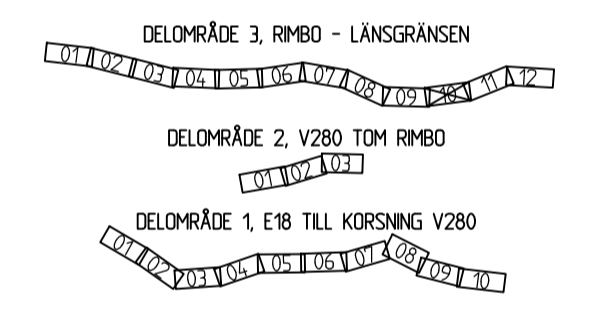 DELOMRÅDE 3, RIMBO - LÄNSGRÄNSEN
01 02 03 04 05 06 07 08 09 10 11 12
DELOMRÅDE 2, V280 TOM RIMBO
01 02 03
DELOMRÅDE 1, E18 TILL KORSNING V280
01 02 03 04 05 06 07 08 09 10